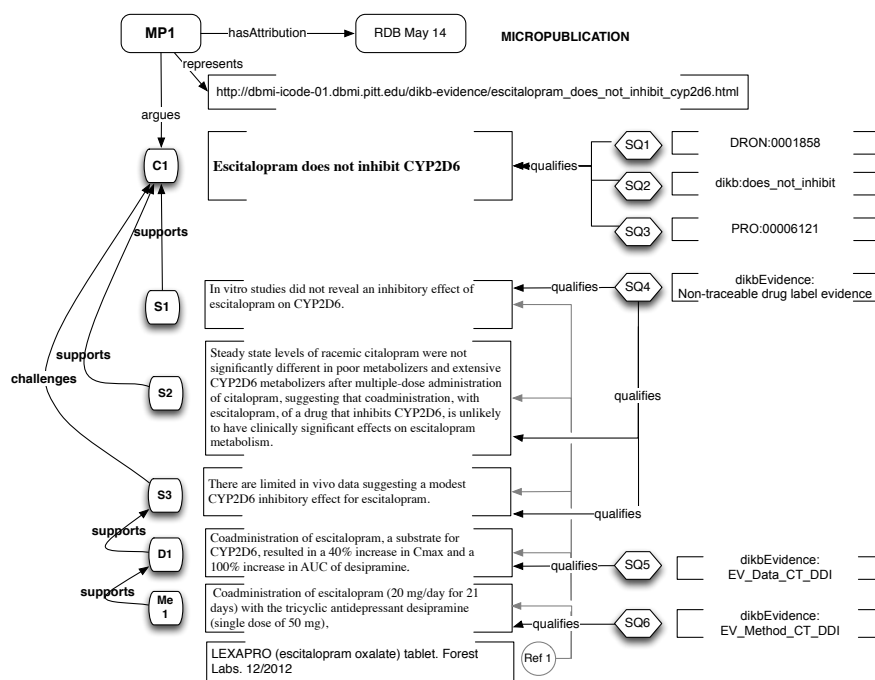 MP1
hasAttribution
RDB May 14
MICROPUBLICATION
represents
http://dbmi-icode-01.dbmi.pitt.edu/dikb-evidence/escitalopram_does_not_inhibit_cyp2d6.html
argues
C1
Escitalopram does not inhibit CYP2D6
qualifies
SQ1
DRON:0001858
SQ2
dikb:does_not_inhibit
SQ3
PRO:00006121
supports
S1
In vitro studies did not reveal an inhibitory effect of
escitalopram on CYP2D6.
qualifies
SQ4
dikbEvidence:
Non-traceable drug label evidence
supports
challenges
S2
Steady state levels of racemic citalopram were not
significantly different in poor metabolizers and extensive
CYP2D6 metabolizers after multiple-dose administration
of citalopram, suggesting that coadministration, with
escitalopram, of a drug that inhibits CYP2D6, is unlikely
to have clinically significant effects on escitalopram
metabolism.
qualifies
S3
There are limited in vivo data suggesting a modest
CYP2D6 inhibitory effect for escitalopram.
qualifies
supports
D1
Coadministration of escitalopram, a substrate for
CYP2D6, resulted in a 40% increase in Cmax and a
100% increase in AUC of desipramine.
qualifies
SQ5
dikbEvidence:
EV_Data_CT_DDI
supports
Me
1
Coadministration of escitalopram (20 mg/day for 21
days) with the tricyclic antidepressant desipramine
(single dose of 50 mg),
qualifies
SQ6
dikbEvidence:
EV_Method_CT_DDI
LEXAPRO (escitalopram oxalate) tablet. Forest
Labs. 12/2012
Ref 1